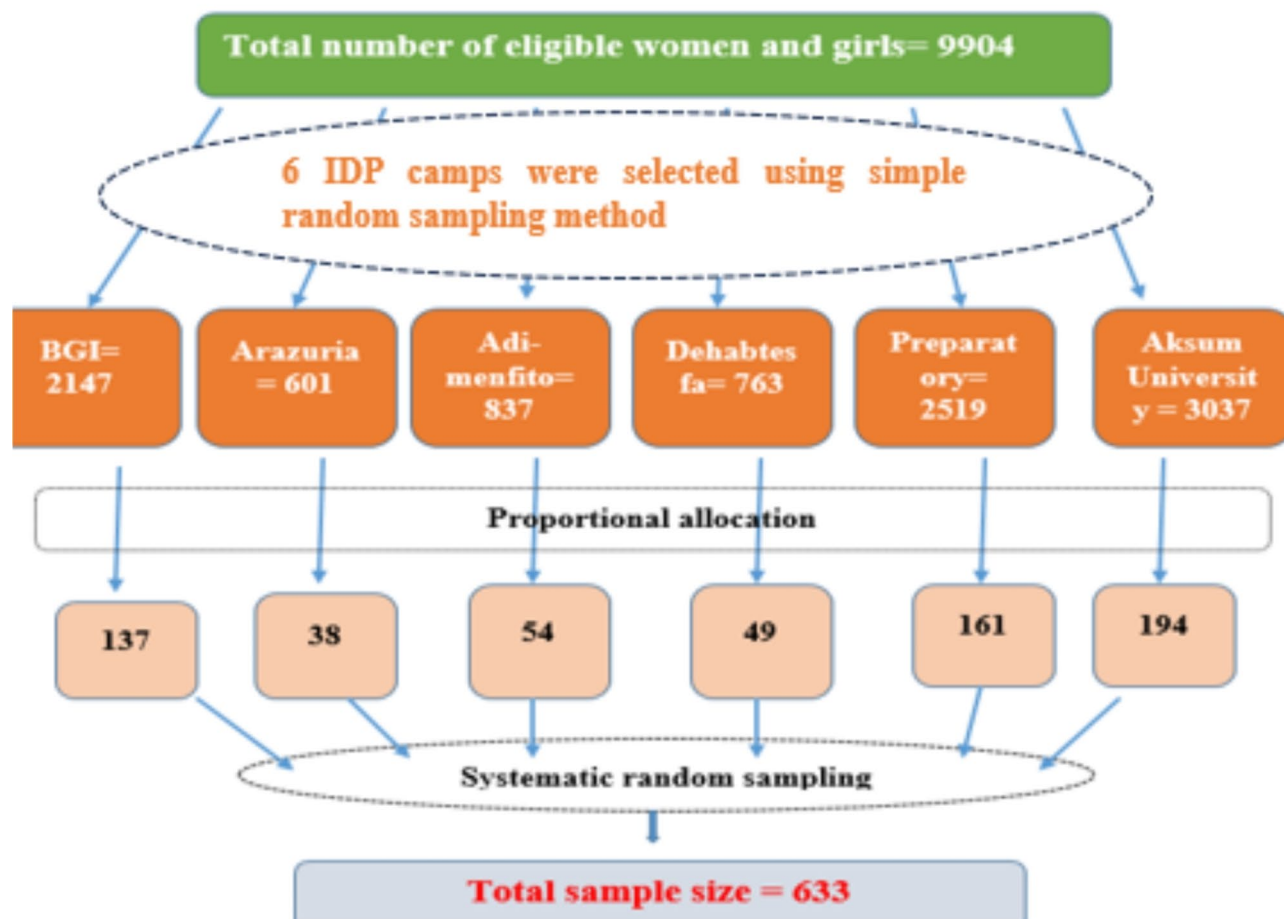 Total number of eligible women and girls= 9904
6 IDP camps were selected using simple
random sampling method
BGI=
2147
Arazuria
= 601
Adi-
menfito=
837
Dehabtes
fa= 763
Preparat
ory=
2519
Aksum
Universit
y = 3037
Proportional allocation
137
38
54
49
161
194
Systematic random sampling
Total sample size = 633